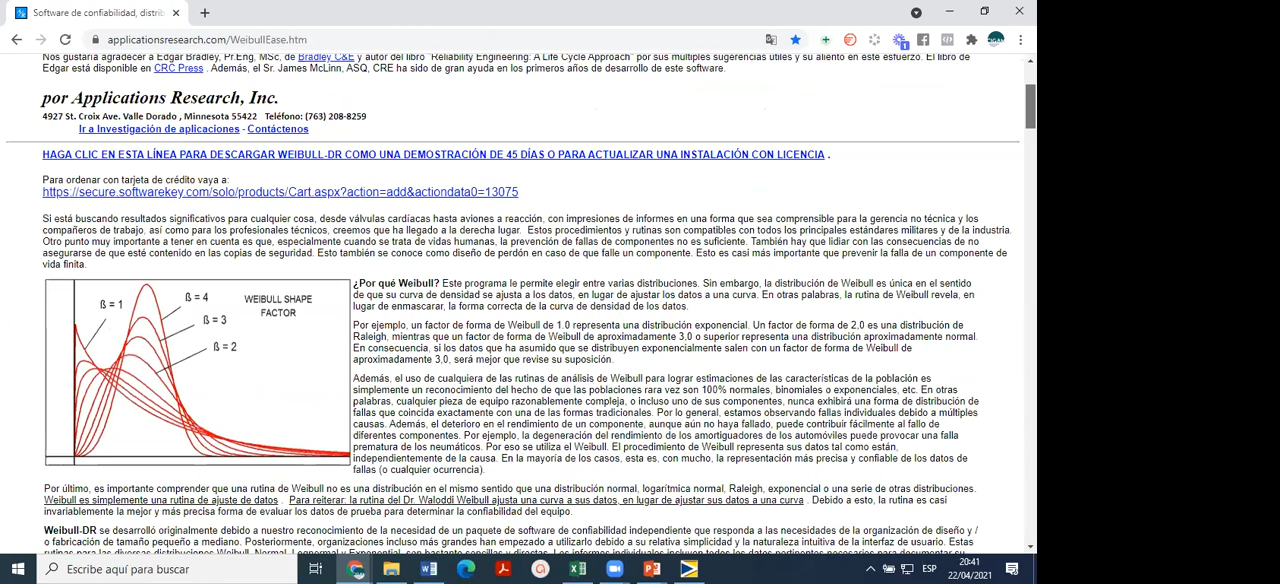 Software de confiabilidad, distrib
applicationsresearch.com/WeibullEase.htm
Nos gustaría agradecer a Edgar Bradley, Pr.Eng, MSc, de Bradley C&E y autor del libro "Reliability Engineering: A Life Cycle Approach" por sus múltiples sugerencias útiles y su aliento en este esfuerzo. El libro de
Edgar está disponible en CRC Press . Además, el Sr. James McLinn, ASQ, CRE ha sido de gran ayuda en los primeros años de desarrollo de este software.
por Applications Research, Inc.
4927 St. Croix Ave. Valle Dorado , Minnesota 55422 Teléfono: (763) 208-8259
Ir a Investigación de aplicaciones - Contáctenos
HAGA CLIC EN ESTA LÍNEA PARA DESCARGAR WEIBULL-DR COMO UNA DEMOSTRACIÓN DE 45 DÍAS O PARA ACTUALIZAR UNA INSTALACIÓN CON LICENCIA .
Para ordenar con tarjeta de crédito vaya a:
https://secure.softwarekey.com/solo/products/Cart.aspx?action=add&actiondata0=13075
Si está buscando resultados significativos para cualquier cosa, desde válvulas cardíacas hasta aviones a reacción, con impresiones de informes en una forma que sea comprensible para la gerencia no técnica y los
compañeros de trabajo, así como para los profesionales técnicos, creemos que ha llegado a la derecha lugar. Estos procedimientos y rutinas son compatibles con todos los principales estándares militares y de la industria.
Otro punto muy importante a tener en cuenta es que, especialmente cuando se trata de vidas humanas, la prevención de fallas de componentes no es suficiente. También hay que lidiar con las consecuencias de no
asegurarse de que esté contenido en las copias de seguridad. Esto también se conoce como diseño de perdón en caso de que falle un componente. Esto es casi más importante que prevenir la falla de un componente de
vida finita.
ß = 1
ß = 4
ß = 3
ß = 2
WEIBULL SHAPE
FACTOR
¿Por qué Weibull? Este programa le permite elegir entre varias distribuciones. Sin embargo, la distribución de Weibull es única en el sentido
de que su curva de densidad se ajusta a los datos, en lugar de ajustar los datos a una curva. En otras palabras, la rutina de Weibull revela, en
lugar de enmascarar, la forma correcta de la curva de densidad de los datos.
Por ejemplo, un factor de forma de Weibull de 1.0 representa una distribución exponencial. Un factor de forma de 2,0 es una distribución de
Raleigh, mientras que un factor de forma de Weibull de aproximadamente 3,0 o superior representa una distribución aproximadamente normal.
En consecuencia, si los datos que ha asumido que se distribuyen exponencialmente salen con un factor de forma de Weibull de
aproximadamente 3,0, será mejor que revise su suposición.
Además, el uso de cualquiera de las rutinas de análisis de Weibull para lograr estimaciones de las características de la población es
simplemente un reconocimiento del hecho de que las poblaciones rara vez son 100% normales, binomiales o exponenciales, etc. En otras
palabras, cualquier pieza de equipo razonablemente compleja, o incluso uno de sus componentes, nunca exhibirá una forma de distribución de
fallas que coincida exactamente con una de las formas tradicionales. Por lo general, estamos observando fallas individuales debido a múltiples
causas. Además, el deterioro en el rendimiento de un componente, aunque aún no haya fallado, puede contribuir fácilmente al fallo de
diferentes componentes. Por ejemplo, la degeneración del rendimiento de los amortiguadores de los automóviles puede provocar una falla
prematura de los neumáticos. Por eso se utiliza el Weibull. El procedimiento de Weibull representa sus datos tal como están,
independientemente de la causa. En la mayoría de los casos, esta es, con mucho, la representación más precisa y confiable de los datos de
fallas (o cualquier ocurrencia).
Por último, es importante comprender que una rutina de Weibull no es una distribución en el mismo sentido que una distribución normal, logarítmica normal, Raleigh, exponencial o una serie de otras distribuciones.
Weibull es simplemente una rutina de ajuste de datos . Para reiterar: la rutina del Dr. Waloddi Weibull ajusta una curva a sus datos, en lugar de ajustar sus datos a una curva . Debido a esto, la rutina es casi
invariablemente la mejor y más precisa forma de evaluar los datos de prueba para determinar la confiabilidad del equipo.
Weibull-DR se desarrolló originalmente debido a nuestro reconocimiento de la necesidad de un paquete de software de confiabilidad independiente que responda a las necesidades de la organización de diseño y /
o fabricación de tamaño pequeño a mediano. Posteriormente, organizaciones incluso más grandes han empezado a utilizarlo debido a su relativa simplicidad y la naturaleza intuitiva de la interfaz de usuario. Estas
rutinas para las diversas distribuciones Weibull, Normal, Lognormal y Exponential, son bastante sencillas y directas. Los informes individuales incluyen todos los datos pertinentes necesarios para documentar su
Escribe aquí para buscar
ESP
20:41
22/04/2021